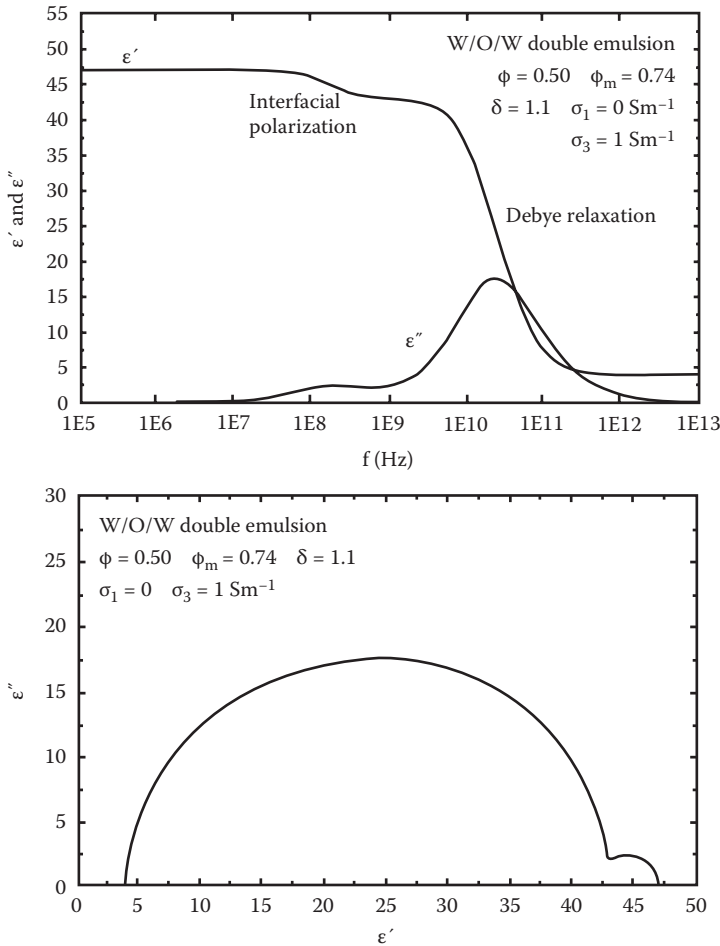 55
50
45
40
35
30
25
20
15
10
5
0
ε′ and ε″
ε′
Interfacial
polarization
W/O/W double emulsion
ϕ = 0.50 ϕm = 0.74
δ = 1.1 σ1 = 0 Sm−1
σ3 = 1 Sm−1
Debye relaxation
ε″
1E5 1E6 1E7 1E8 1E9 1E10 1E11 1E12 1E13
f (Hz)
30
25
20
15
10
5
0
ε″
W/O/W double emulsion
ϕ = 0.50 ϕm = 0.74 δ = 1.1
σ1 = 0 σ3 = 1 Sm−1
0 5 10 15 20 25 30 35 40 45 50
ε′